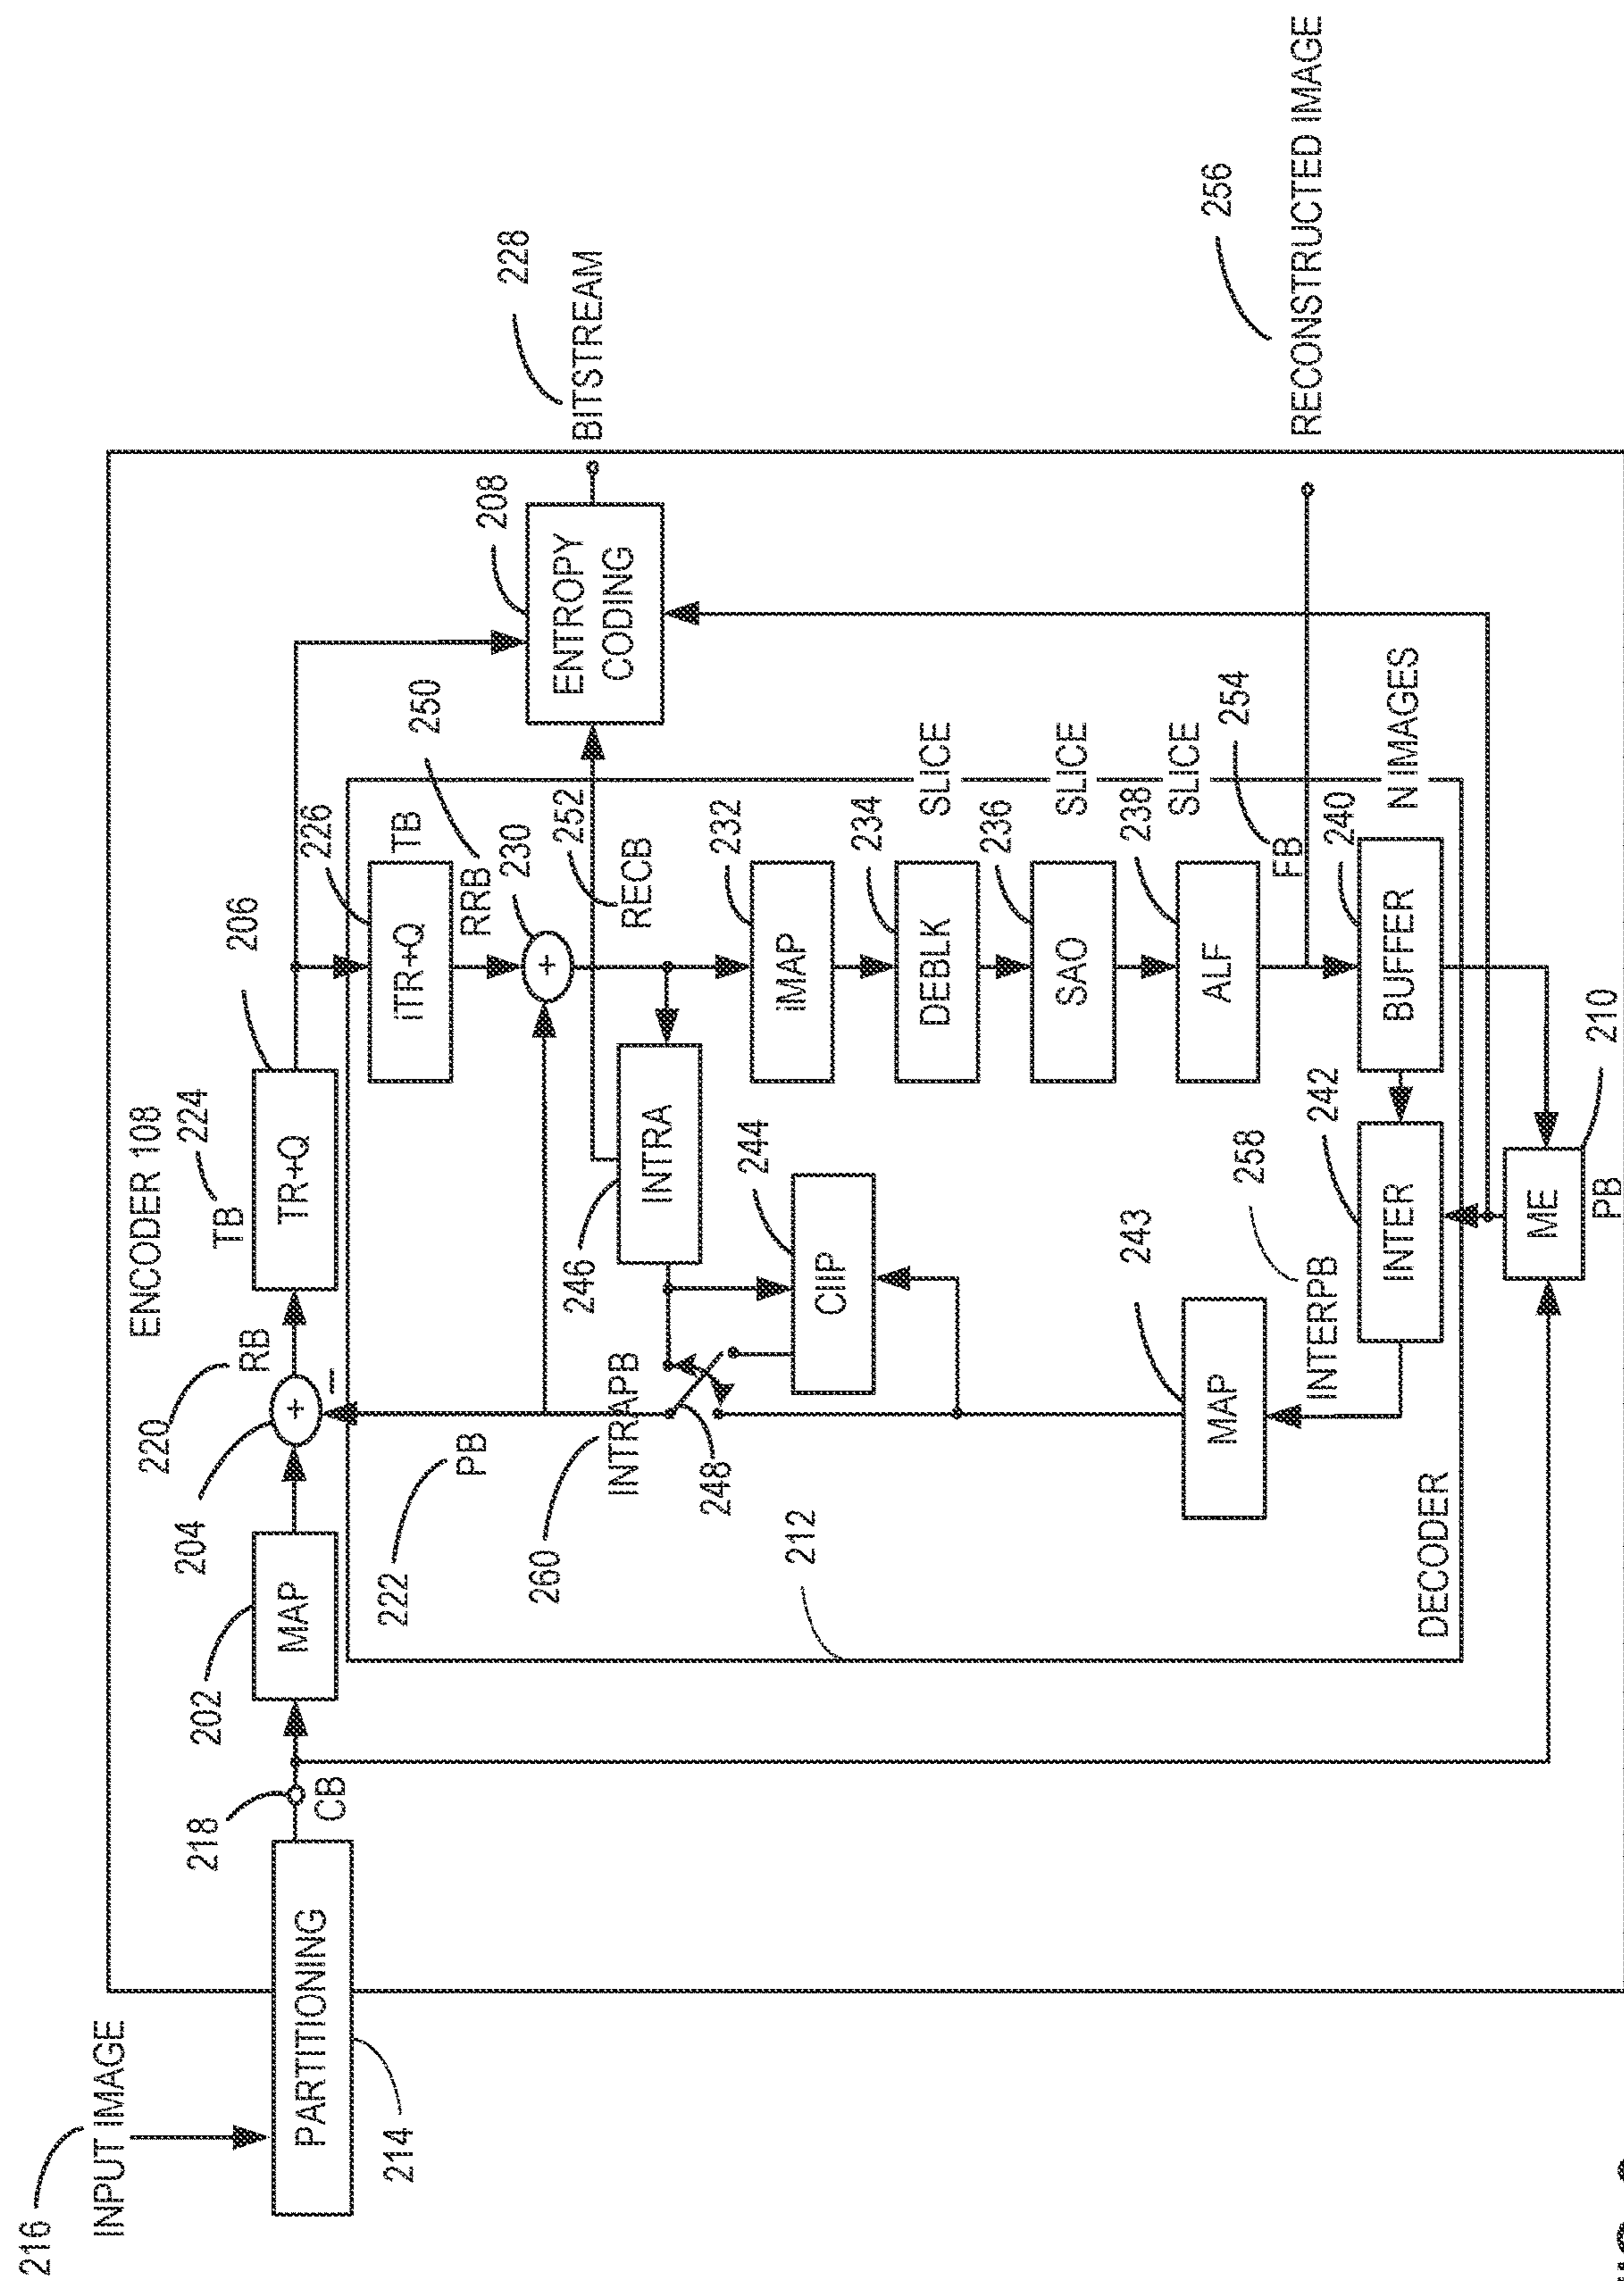 216
INPUT IMAGE
PARTITIONING
214
218
CB
ENCODER 108
202
MAP
204
220
RB
+
−
224
TB
TR+Q
206
208
ENTROPY
CODING
228
BITSTREAM
222
PB
226
iTR+Q
TB
250
RRB
230
+
252
RECB
260
INTRAPB
248
246
INTRA
244
CIIP
212
232
iMAP
234
DEBLK
SLICE
236
SAO
SLICE
238
ALF
SLICE
254
FB
256
RECONSTRUCTED IMAGE
243
MAP
258
INTERPB
242
INTER
240
BUFFER
N IMAGES
DECODER
ME
210
PB